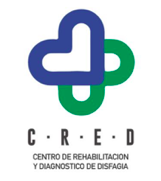 C·R·E·D
CENTRO DE REHABILITACION
Y DIAGNOSTICO DE DISFAGIA